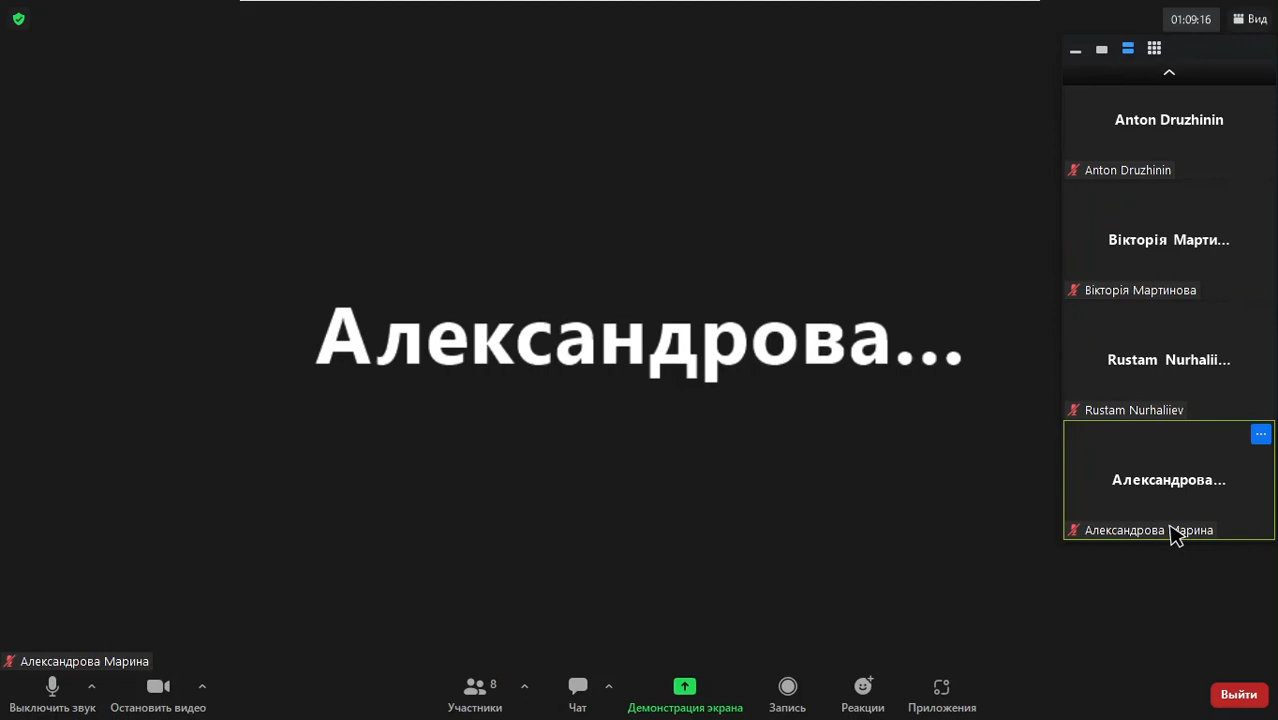 01:09:16
Вид
Anton Druzhinin
Anton Druzhinin
Вікторія Марти...
Вікторія Мартинова
Rustam Nurhalii...
Rustam Nurhaliiev
Александрова...
Александрова...
Александрова Марина
Александрова Марина
8
Выключить звук
Остановить видео
Участники
Чат
Демонстрация экрана
Запись
Реакции
Приложения
Выйти